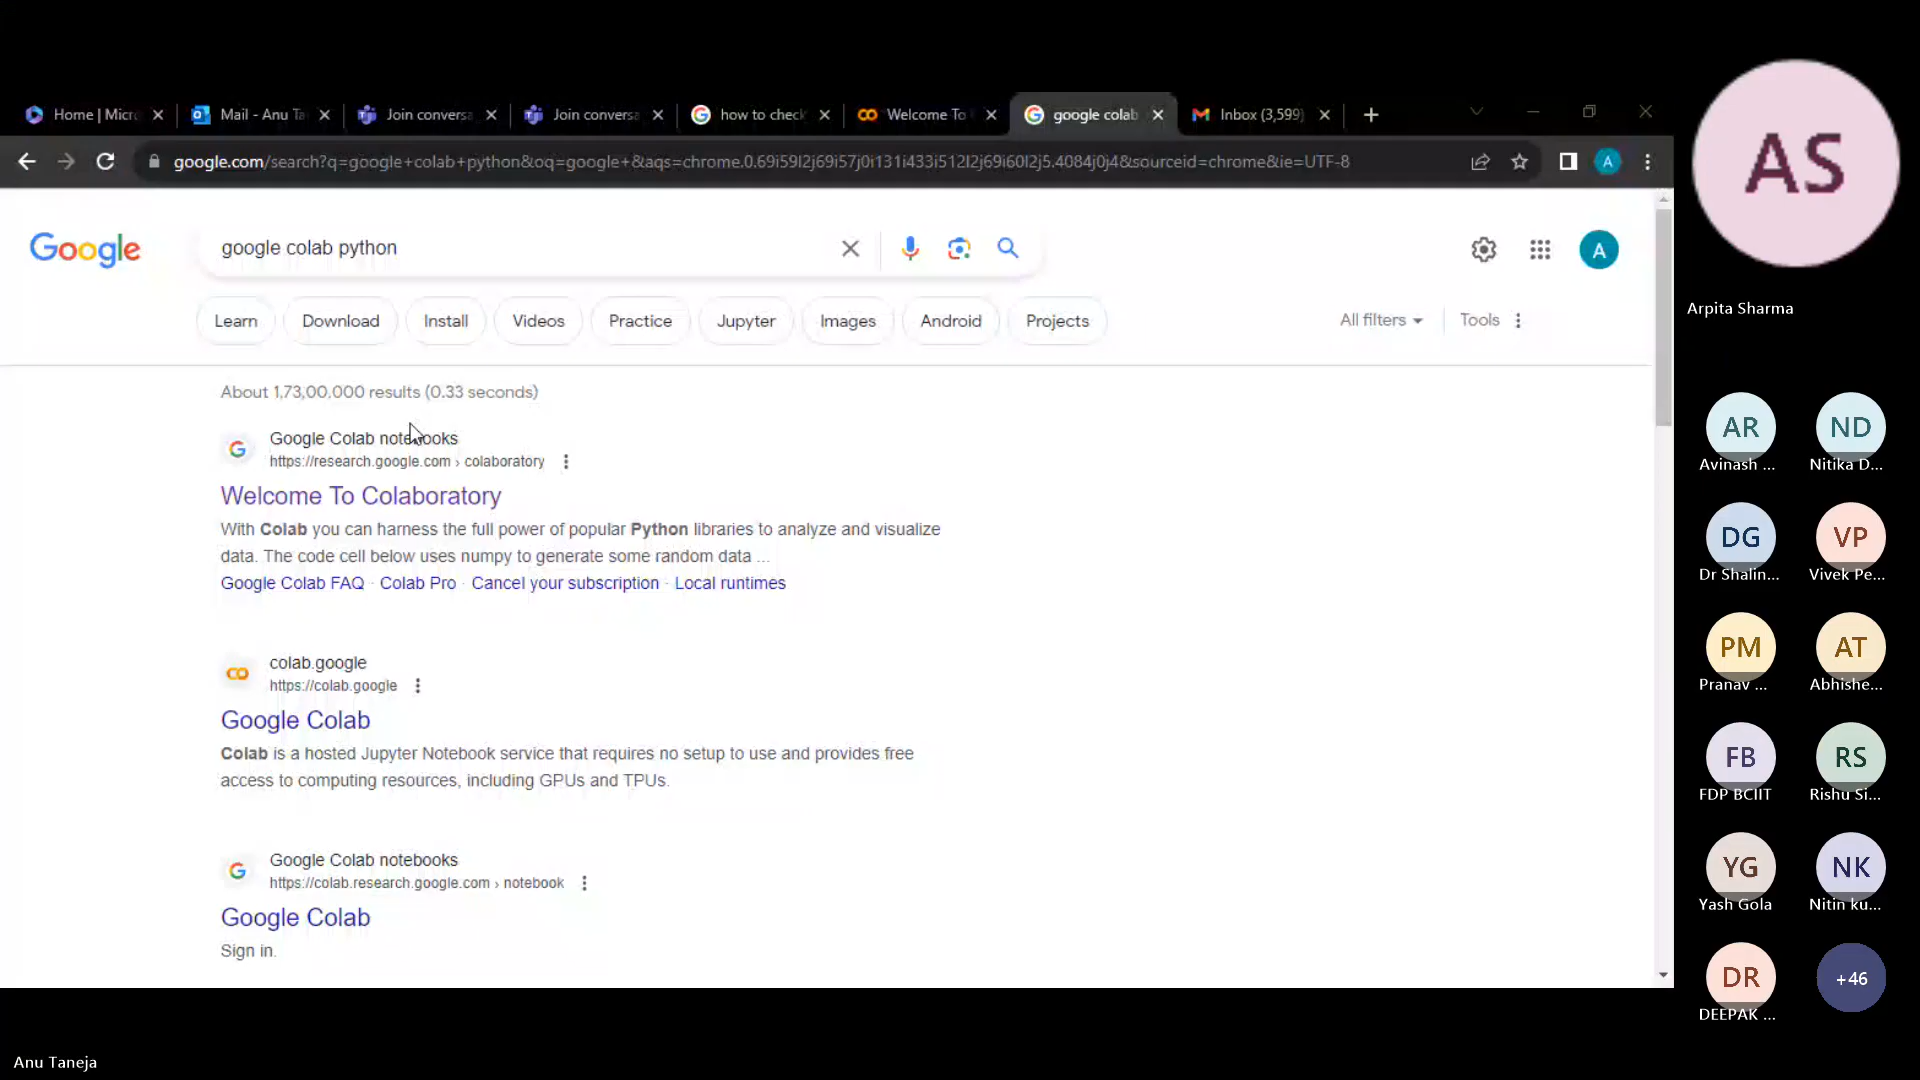 Home | Micro
Mail - Anu Ta
Join conversa
Join conversa
how to check
Welcome To
google colab
Inbox (3,599)
google.com/search?q=google+colab+python&oq=google+&aqs=chrome.0.69i59l2j69i57j0i131i433i512l2j69i60l2j5.4084j0j4&sourceid=chrome&ie=UTF-8
A
Google
google colab python
A
Learn
Download
Install
Videos
Practice
Jupyter
Images
Android
Projects
All filters
Tools
About 1,73,00,000 results (0.33 seconds)
G
Google Colab notebooks
https://research.google.com › colaboratory
Welcome To Colaboratory
With Colab you can harness the full power of popular Python libraries to analyze and visualize
data. The code cell below uses numpy to generate some random data ...
Google Colab FAQ · Colab Pro · Cancel your subscription · Local runtimes
colab.google
https://colab.google
Google Colab
Colab is a hosted Jupyter Notebook service that requires no setup to use and provides free
access to computing resources, including GPUs and TPUs.
G
Google Colab notebooks
https://colab.research.google.com › notebook
Google Colab
Sign in.
AS
Arpita Sharma
AR
Avinash ...
ND
Nitika D...
DG
Dr Shalin...
VP
Vivek Pe...
PM
Pranav ...
AT
Abhishe...
FB
FDP BCIIT
RS
Rishu Si...
YG
Yash Gola
NK
Nitin ku...
DR
DEEPAK ...
+46
Anu Taneja